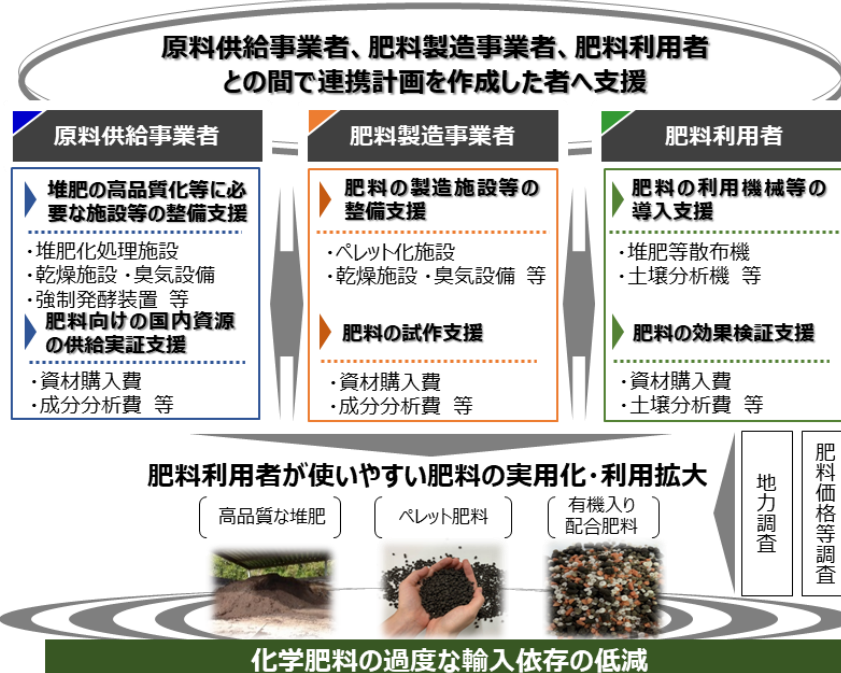 原料供給事業者、肥料製造事業者、肥料利用者
との間で連携計画を作成した者へ支援
原料供給事業者
堆肥の高品質化等に必
要な施設等の整備支援
・堆肥化処理施設
・乾燥施設・臭気設備
・強制発酵装置 等
肥料向けの国内資源
の供給実証支援
・資材購入費
・成分分析費 等
肥料製造事業者
肥料の製造施設等の
整備支援
・ペレット化施設
・乾燥施設・臭気設備 等
肥料の試作支援
・資材購入費
・成分分析費 等
肥料利用者
肥料の利用機械等の
導入支援
・堆肥等散布機
・土壌分析機 等
肥料の効果検証支援
・資材購入費
・土壌分析費 等
肥料利用者が使いやすい肥料の実用化・利用拡大
高品質な堆肥
ペレット肥料
有機入り
配合肥料
地力調査
肥料価格等調査
化学肥料の過度な輸入依存の低減